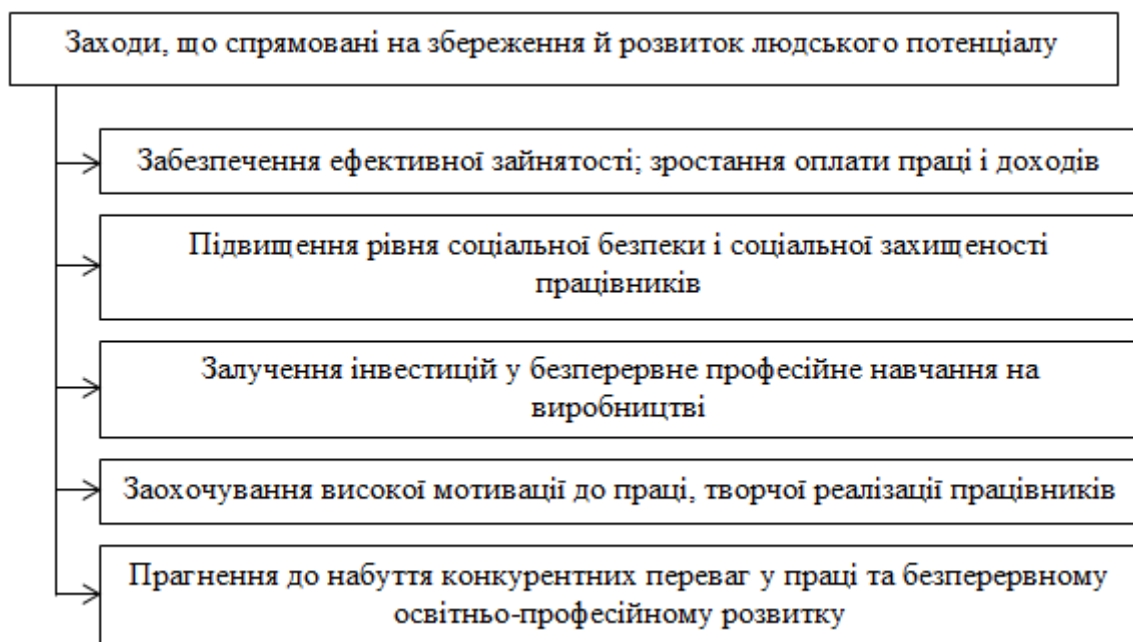 Заходи, що спрямовані на збереження й розвиток людського потенціалу
Забезпечення ефективної зайнятості; зростання оплати праці і доходів
Підвищення рівня соціальної безпеки і соціальної захищеності
працівників
Залучення інвестицій у безперервне професійне навчання на
виробництві
Заохочування високої мотивації до праці, творчої реалізації працівників
Прагнення до набуття конкурентних переваг у праці та безперервному
освітньо-професійному розвитку